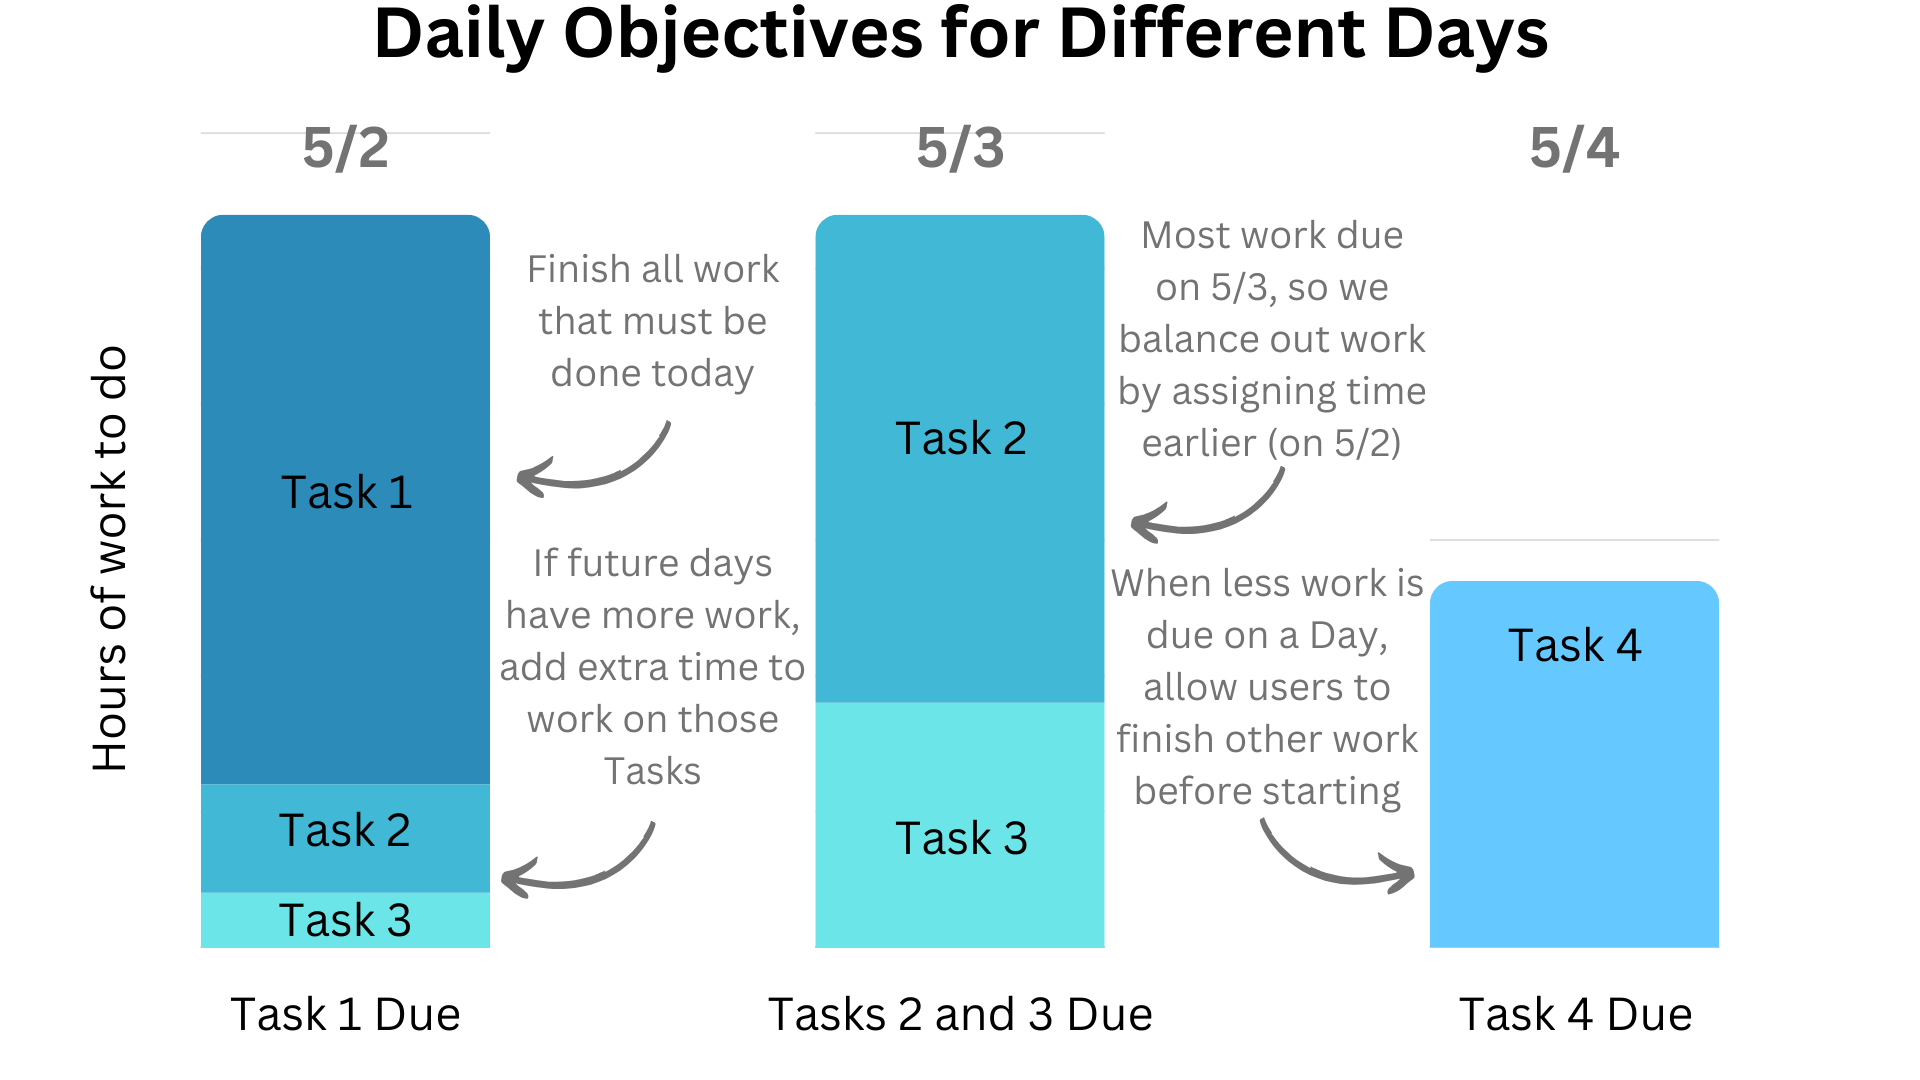 Daily Objectives for Different Days
5/2
5/3
5/4
Hours of work to do
Task 1
Task 2
Task 3
Finish all work
that must be
done today
If future days
have more work,
add extra time to
work on those
Tasks
Task 2
Task 3
Most work due
on 5/3, so we
balance out work
by assigning time
earlier (on 5/2)
When less work is
due on a Day,
allow users to
finish other work
before starting
Task 4
Task 1 Due
Tasks 2 and 3 Due
Task 4 Due